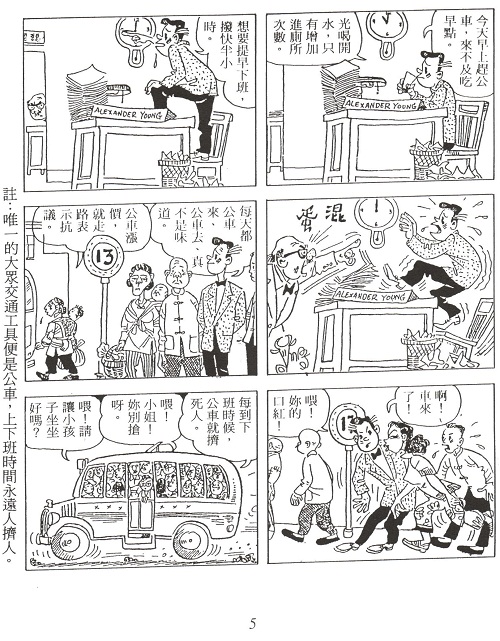 今天早上趕公
車，來不及吃
早點。
光喝開
水，只
有增加
進廁所
次數。
ALEXANDER YOUNG
想要提早下班，
撥快半小
時。
ALEXANDER YOUNG
混
蛋
ALEXANDER YOUNG
每天都
公車
來、
公車去，真
不是味
道。
公車漲
價，
就走
路表
示抗
議。
13
啊！
車來
了！
喂！
妳的
口紅！
13
每到下
班時候，
公車就擠
死人。
喂！
小姐！
妳別搶
呀。
喂！請
讓小孩
子坐坐
好嗎？
註：唯一的大眾交通工具便是公車，上下班時間永遠人擠人。
5